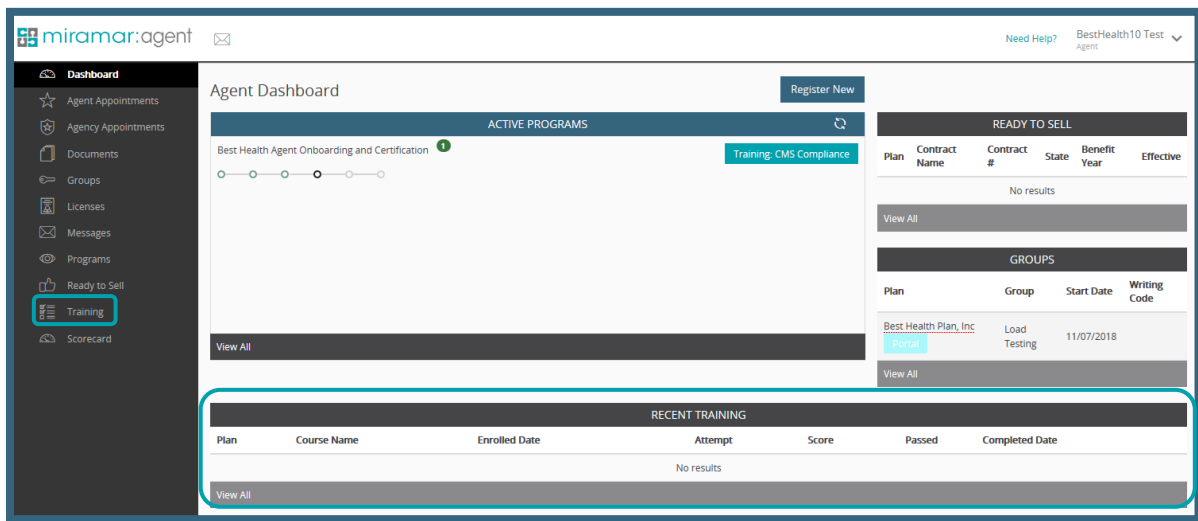 miramar:agent
Need Help?
BestHealth10 Test
Agent
Dashboard
Agent Appointments
Agency Appointments
Documents
Groups
Licenses
Messages
Programs
Ready to Sell
Training
Scorecard
Agent Dashboard
Register New
ACTIVE PROGRAMS
Best Health Agent Onboarding and Certification 1
Training: CMS Compliance
View All
READY TO SELL
Plan Contract Name Contract # State Benefit Year Effective
No results
View All
GROUPS
Plan Group Start Date Writing Code
Best Health Plan, Inc Load Testing 11/07/2018
Portal
View All
RECENT TRAINING
Plan Course Name Enrolled Date Attempt Score Passed Completed Date
No results
View All